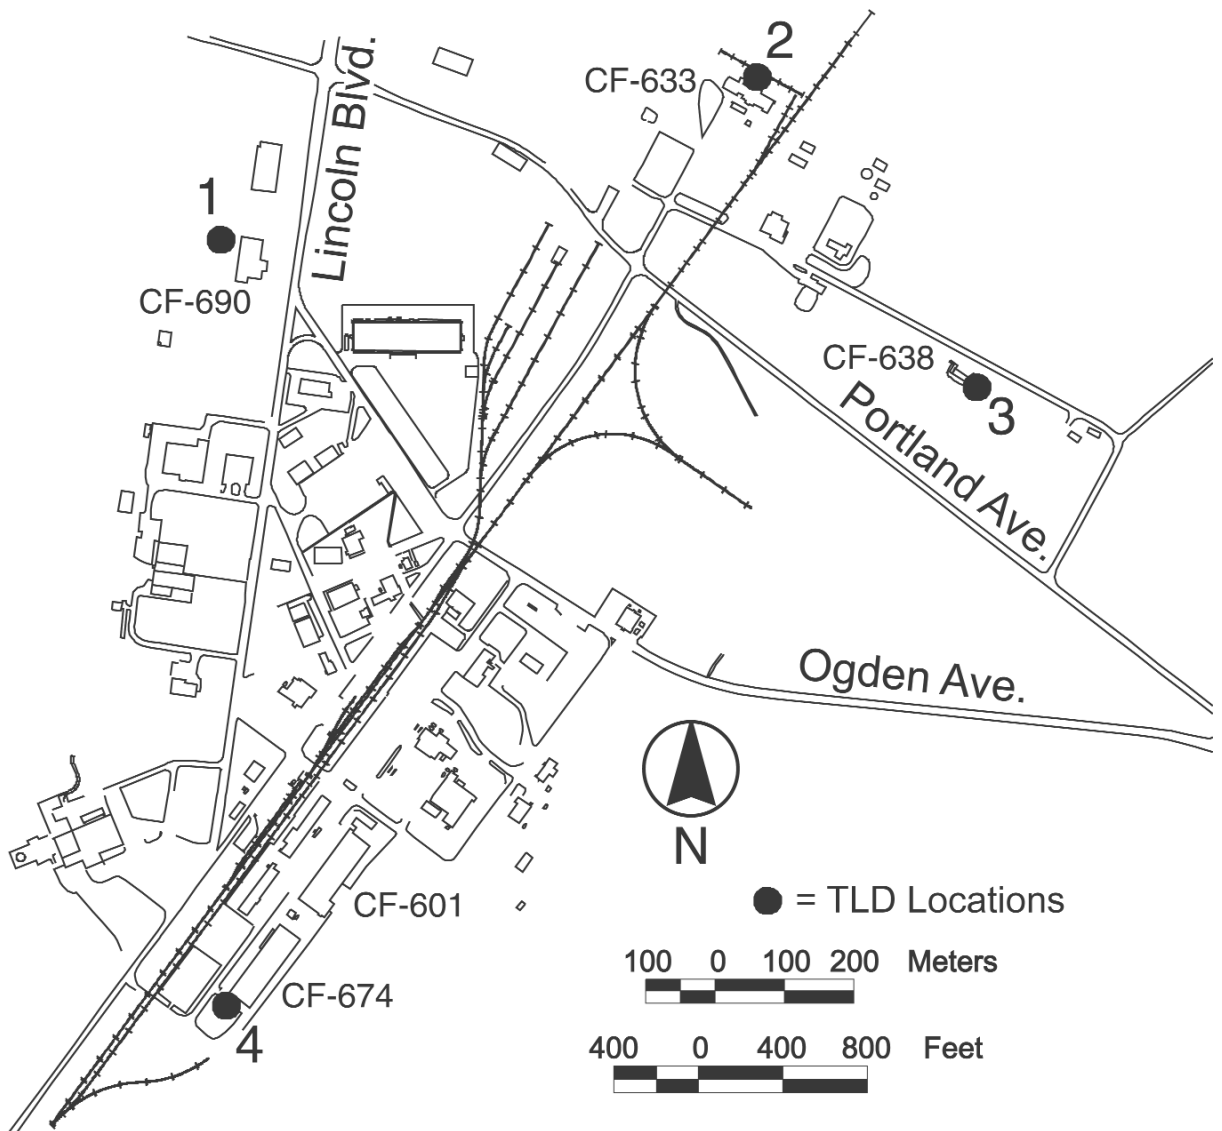 2
CF-633
Lincoln Blvd.
1
CF-690
CF-638
3
Portland Ave.
Ogden Ave.
N
= TLD Locations
CF-601
100 0 100 200 Meters
CF-674
4
400 0 400 800 Feet